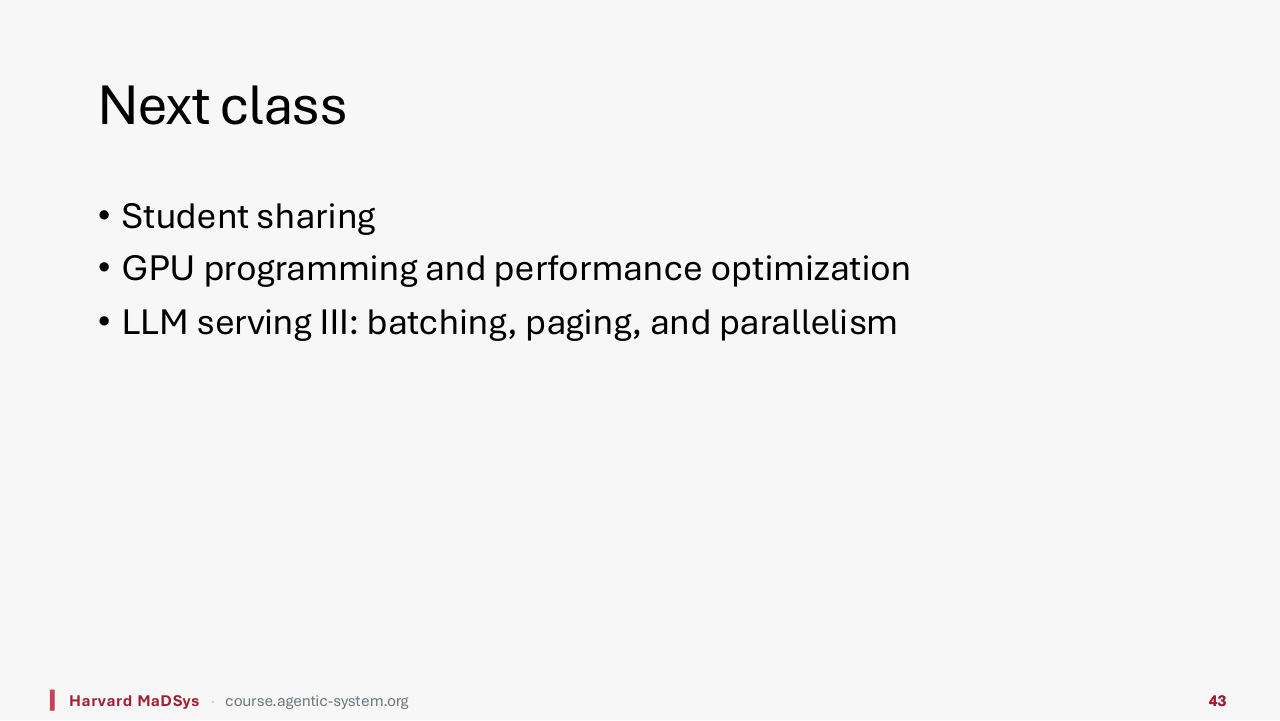 Next class
• Student sharing
• GPU programming and performance optimization
• LLM serving III: batching, paging, and parallelism
Harvard MaDSys · course.agentic-system.org
43